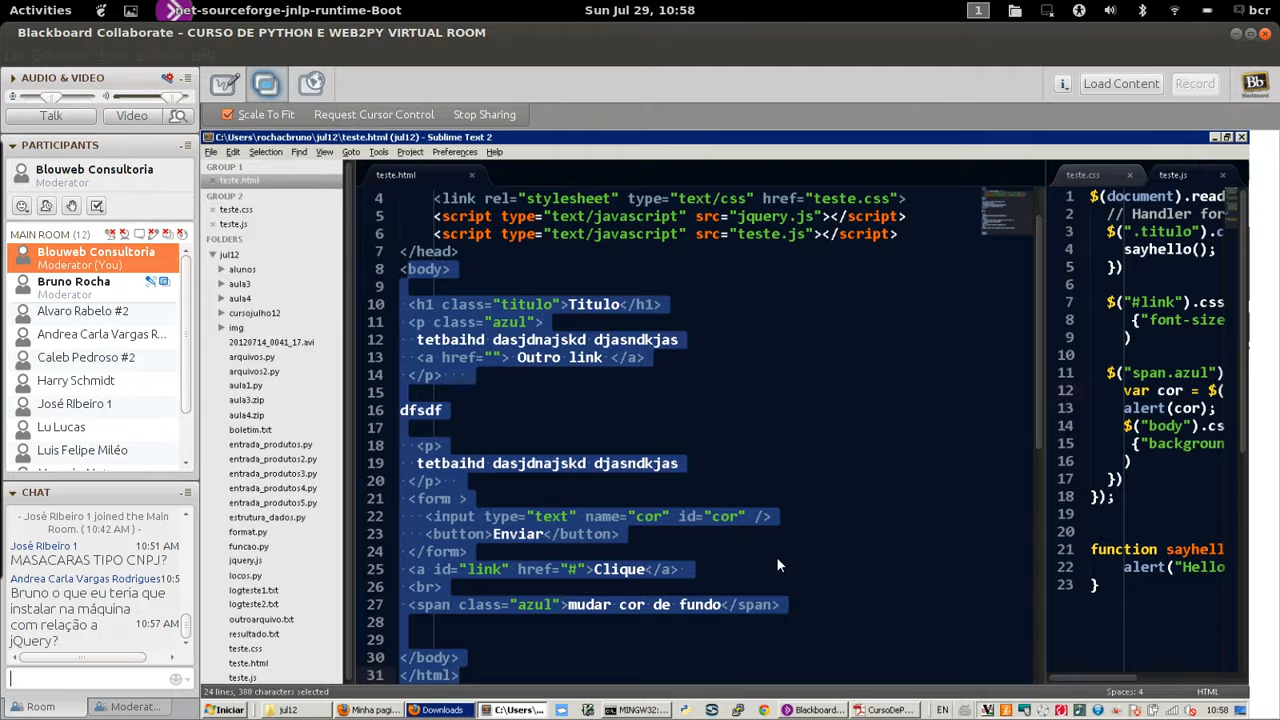 Activities
net-sourceforge-jnlp-runtime-Boot
Sun Jul 29, 10:58
1
bcr
Blackboard Collaborate – CURSO DE PYTHON E WEB2PY VIRTUAL ROOM
AUDIO & VIDEO
Talk
Video
PARTICIPANTS
Blouweb Consultoria
Moderator
MAIN ROOM (12)
Blouweb Consultoria
Moderator (You)
Bruno Rocha
Moderator
Alvaro Rabelo #2
Andrea Carla Vargas R...
Caleb Pedroso #2
Harry Schmidt
José RIbeiro 1
Lu Lucas
Luis Felipe Miléo
CHAT
- José RIbeiro 1
joined the Main
Room. ( 10:42 AM ) -
José RIbeiro 1 10:51 AM
MASACARAS TIPO CNPJ?
Andrea Carla Vargas Rodrigues 10:5
Bruno o que eu teria que
instalar na máquina 10:57 AM
com relação a
jQuery?
Room
Moderat...
Scale To Fit
Request Cursor Control
Stop Sharing
Load Content
Record
Bb
Blackboard
C:\Users\rochacbruno\jul12\teste.html (jul12) - Sublime Text 2
File Edit Selection Find View Goto Tools Project Preferences Help
GROUP 1
teste.html
GROUP 2
teste.css
teste.js
FOLDERS
jul12
alunos
aula3
aula4
cursojulho12
img
20120714_0041_17.avi
arquivos.py
arquivos2.py
aula1.py
aula3.zip
aula4.zip
boletim.txt
entrada_produtos.py
entrada_produtos2.py
entrada_produtos3.py
entrada_produtos4.py
entrada_produtos5.py
estrutura_dados.py
format.py
funcao.py
jquery.js
locos.py
logteste1.txt
logteste2.txt
outroarquivo.txt
resultado.txt
teste.css
teste.html
teste.js
teste.html
4 <link rel="stylesheet" type="text/css" href="teste.css">
5 <script type="text/javascript" src="jquery.js"></script>
6 <script type="text/javascript" src="teste.js"></script>
7 </head>
8 <body>
9
10 <h1 class="titulo">Titulo</h1>
11 <p class="azul">
12 tetbaihd dasjdnajskd djasndkjas
13 <a href=""> Outro link </a>
14 </p>
15
16 dfsdf
17
18 <p>
19 tetbaihd dasjdnajskd djasndkjas
20 </p>
21 <form >
22 <input type="text" name="cor" id="cor" />
23 <button>Enviar</button>
24 </form>
25 <a id="link" href="#">Clique</a>
26 <br>
27 <span class="azul">mudar cor de fundo</span>
28
29
30 </body>
31 </html>
teste.css
teste.js
1 $(document).read
2 // Handler for
3 $(".titulo").c
4 sayhello();
5 })
6
7 $("#link").css
8 {"font-size
9 )
10
11 $("span.azul")
12 var cor = $(
13 alert(cor);
14 $("body").cs
15 {"backgroun
16 )
17 })
18 });
19
20
21 function sayhell
22 alert("Hello
23 }
24 lines, 380 characters selected
Spaces: 4
HTML
Iniciar
jul12
Minha pagi...
Downloads
C:\Users\...
MINGW32:...
Blackboard...
CursoDeP...
EN
10:58